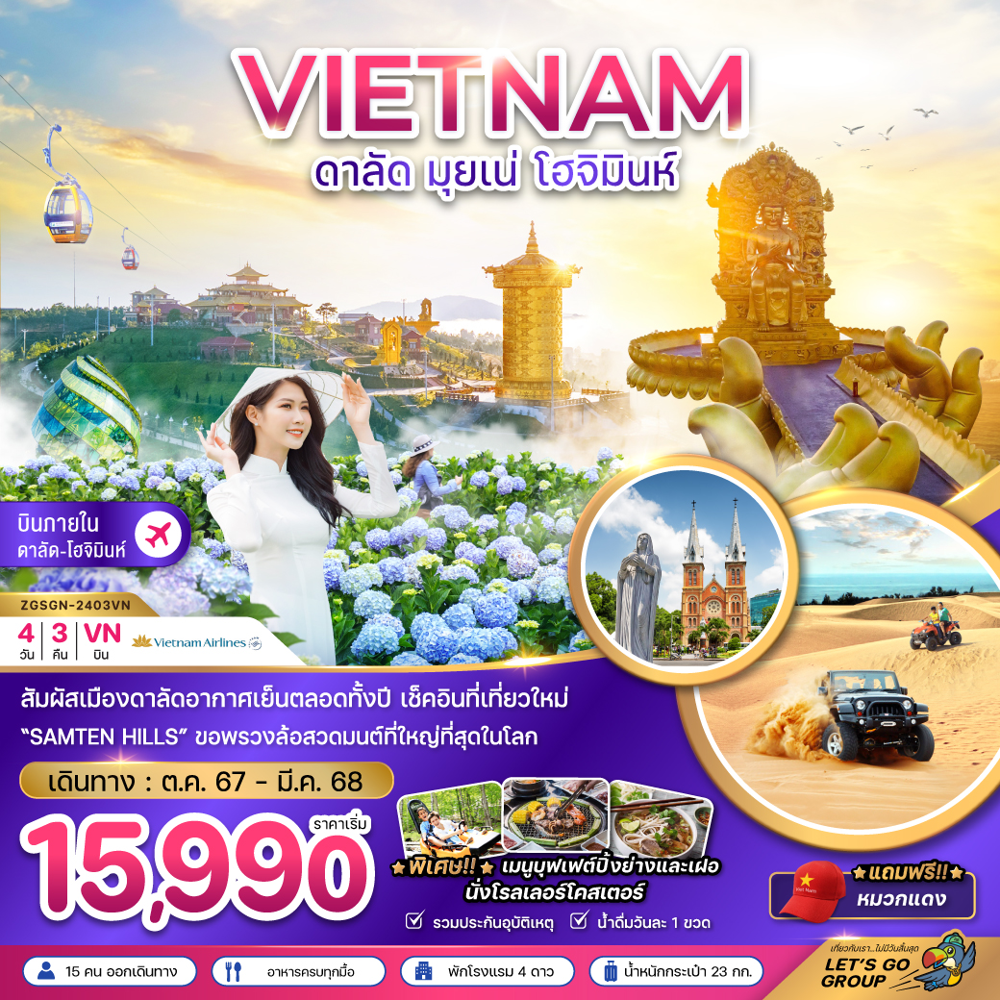 VIETNAM
ดาลัด มุยเน่ โฮจิมินห์
บินภายใน
ดาลัด-โฮจิมินห์
ZGSGN-2403VN
4 วัน
3 คืน
VN บิน
Vietnam Airlines
สัมผัสเมืองดาลัดอากาศเย็นตลอดทั้งปี เช็คอินที่เที่ยวใหม่
“SAMTEN HILLS” ขอพรวงล้อสวดมนต์ที่ใหญ่ที่สุดในโลก
เดินทาง : ต.ค. 67 - มี.ค. 68
ราคาเริ่ม
15,990
พิเศษ!! เมนูบุฟเฟต์ปิ้งย่างและเฝอ
นั่งโรลเลอร์โคสเตอร์
รวมประกันอุบัติเหตุ
น้ำดื่มวันละ 1 ขวด
Viet Nam
แถมฟรี!!
หมวกแดง
15 คน ออกเดินทาง
อาหารครบทุกมื้อ
พักโรงแรม 4 ดาว
น้ำหนักกระเป๋า 23 กก.
เที่ยวกับเรา...ไม่มีวันสิ้นสุด
LET'S GO
GROUP